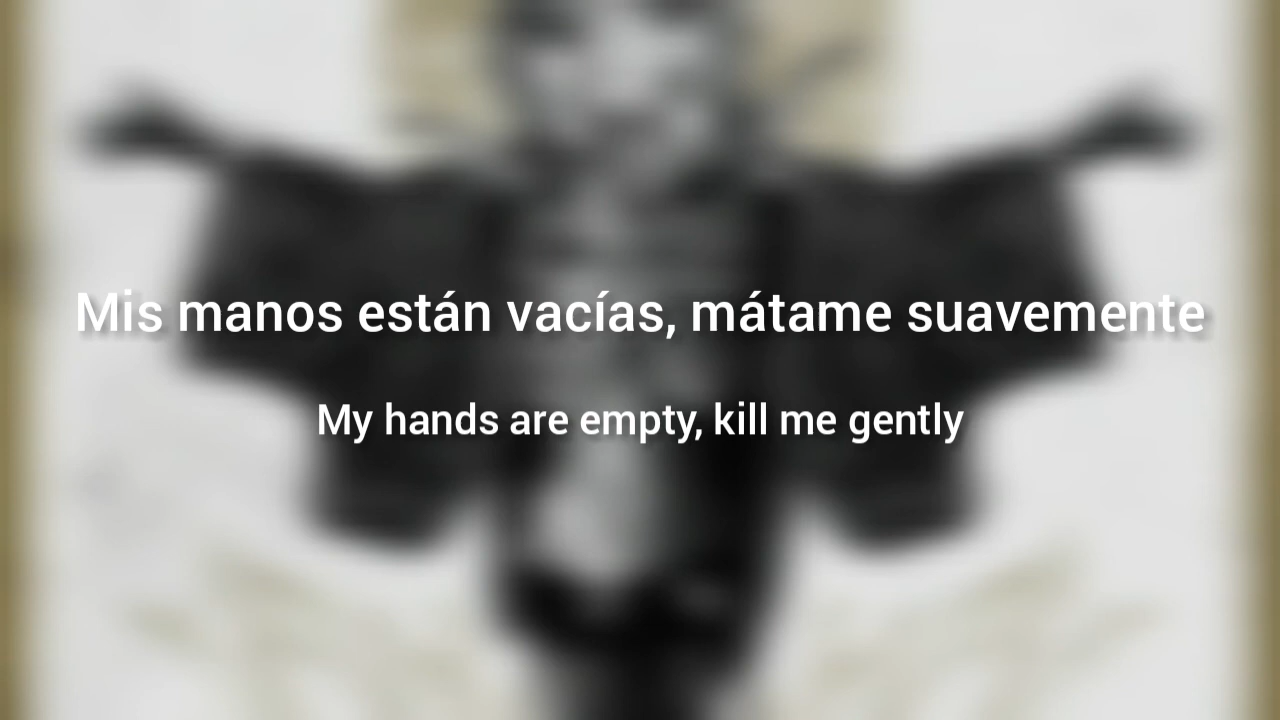 Mis manos están vacías, mátame suavemente
My hands are empty, kill me gently